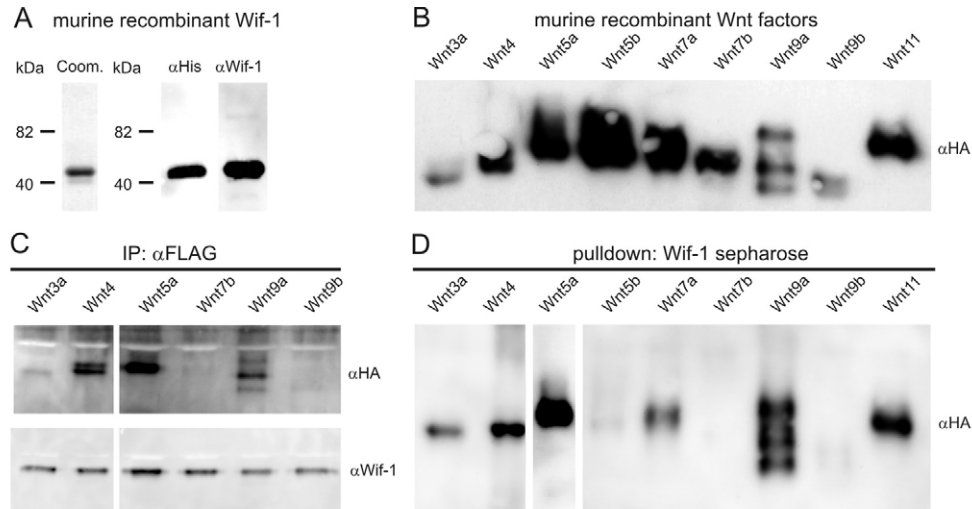 A murine recombinant Wif-1
kDa Coom. kDa αHis αWif-1
82 82
40 40
B murine recombinant Wnt factors
Wnt3a Wnt4 Wnt5a Wnt5b Wnt7a Wnt7b Wnt9a Wnt9b Wnt11
αHA
C IP: αFLAG
Wnt3a Wnt4 Wnt5a Wnt7b Wnt9a Wnt9b
αHA
αWif-1
D pulldown: Wif-1 sepharose
Wnt3a Wnt4 Wnt5a Wnt5b Wnt7a Wnt7b Wnt9a Wnt9b Wnt11
αHA